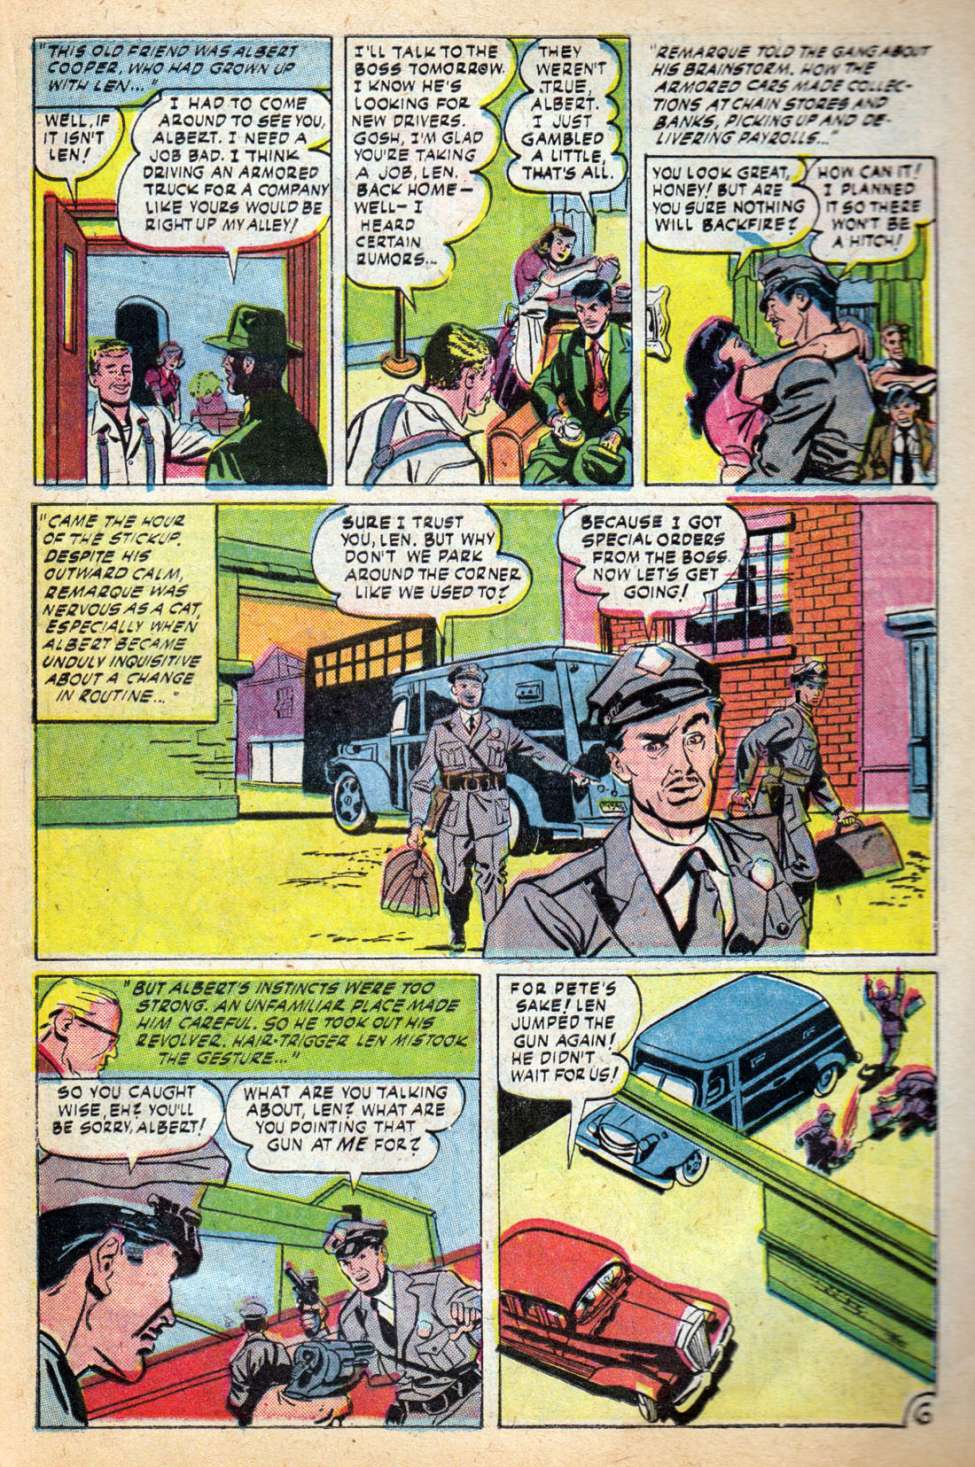 "THIS OLD FRIEND WAS ALBERT
COOPER, WHO HAD GROWN UP
WITH LEN..."
WELL, IF
IT ISN'T
LEN!
I HAD TO COME
AROUND TO SEE YOU,
ALBERT. I NEED A
JOB BAD. I THINK
DRIVING AN ARMORED
TRUCK FOR A COMPANY
LIKE YOURS WOULD BE
RIGHT UP MY ALLEY!
I'LL TALK TO THE
BOSS TOMORROW.
I KNOW HE'S
LOOKING FOR
NEW DRIVERS.
GOSH, I'M GLAD
YOU'RE TAKING
A JOB, LEN.
BACK HOME—
WELL— I
HEARD
CERTAIN
RUMORS...
THEY
WEREN'T
TRUE,
ALBERT.
I JUST
GAMBLED
A LITTLE,
THAT'S ALL.
"REMARQUE TOLD THE GANG ABOUT
HIS BRAINSTORM. HOW THE
ARMORED CARS MADE COLLEC-
TIONS AT CHAIN STORES AND
BANKS, PICKING UP AND DE-
LIVERING PAYROLLS..."
YOU LOOK GREAT,
HONEY! BUT ARE
YOU SURE NOTHING
WILL BACKFIRE?
HOW CAN IT!
I PLANNED
IT SO THERE
WON'T BE
A HITCH!
"CAME THE HOUR
OF THE STICKUP.
DESPITE HIS
OUTWARD CALM,
REMARQUE WAS
NERVOUS AS A CAT,
ESPECIALLY WHEN
ALBERT BECAME
UNDULY INQUISITIVE
ABOUT A CHANGE
IN ROUTINE..."
SURE I TRUST
YOU, LEN. BUT WHY
DON'T WE PARK
AROUND THE CORNER
LIKE WE USED TO?
BECAUSE I GOT
SPECIAL ORDERS
FROM THE BOSS.
NOW LET'S GET
GOING!
"BUT ALBERT'S INSTINCTS WERE TOO
STRONG. AN UNFAMILIAR PLACE MADE
HIM CAREFUL. SO HE TOOK OUT HIS
REVOLVER. HAIR-TRIGGER LEN MISTOOK
THE GESTURE..."
SO YOU CAUGHT
WISE, EH? YOU'LL
BE SORRY, ALBERT!
WHAT ARE YOU TALKING
ABOUT, LEN? WHAT ARE
YOU POINTING THAT
GUN AT ME FOR?
FOR PETE'S
SAKE! LEN
JUMPED THE
GUN AGAIN!
HE DIDN'T
WAIT FOR US!
6